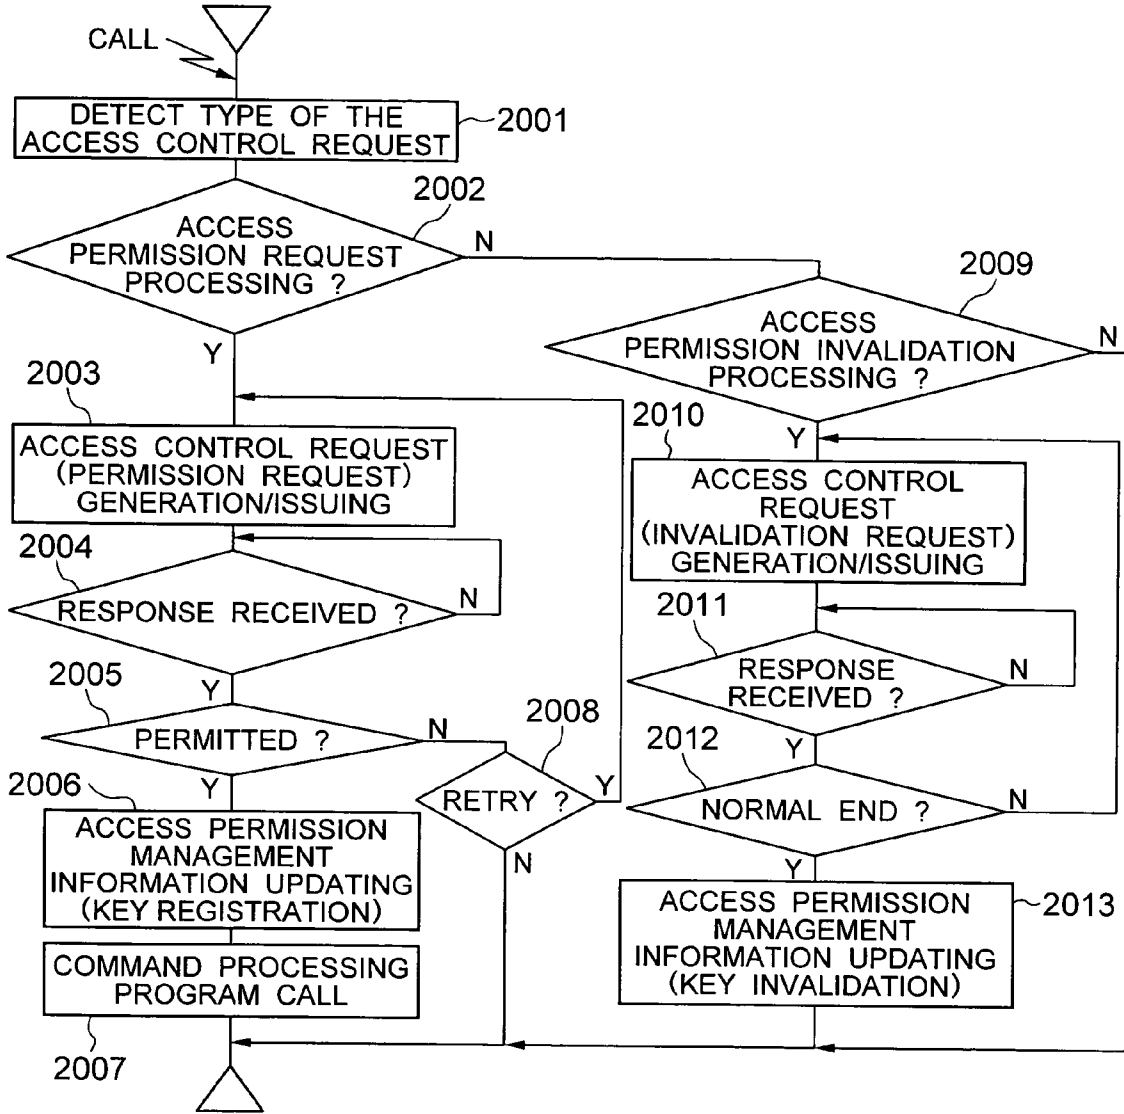 CALL
DETECT TYPE OF THE
ACCESS CONTROL REQUEST
2001
2002
ACCESS
PERMISSION REQUEST
PROCESSING ?
N
Y
2009
ACCESS
PERMISSION INVALIDATION
PROCESSING ?
N
Y
2003
ACCESS CONTROL REQUEST
(PERMISSION REQUEST)
GENERATION/ISSUING
2004
RESPONSE RECEIVED ?
N
Y
2005
PERMITTED ?
N
Y
2006
ACCESS PERMISSION
MANAGEMENT
INFORMATION UPDATING
(KEY REGISTRATION)
COMMAND PROCESSING
PROGRAM CALL
2007
2008
RETRY ?
Y
N
2010
ACCESS CONTROL
REQUEST
(INVALIDATION REQUEST)
GENERATION/ISSUING
2011
RESPONSE
RECEIVED ?
N
Y
2012
NORMAL END ?
N
Y
ACCESS PERMISSION
MANAGEMENT
INFORMATION UPDATING
(KEY INVALIDATION)
2013